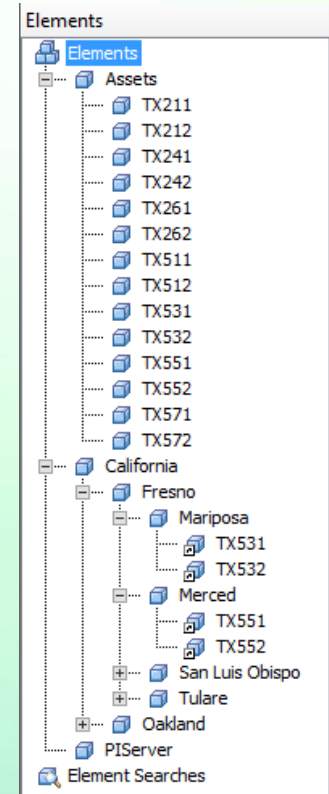 Elements
Elements
Assets
TX211
TX212
TX241
TX242
TX261
TX262
TX511
TX512
TX531
TX532
TX551
TX552
TX571
TX572
California
Fresno
Mariposa
TX531
TX532
Merced
TX551
TX552
San Luis Obispo
Tulare
Oakland
PIServer
Element Searches